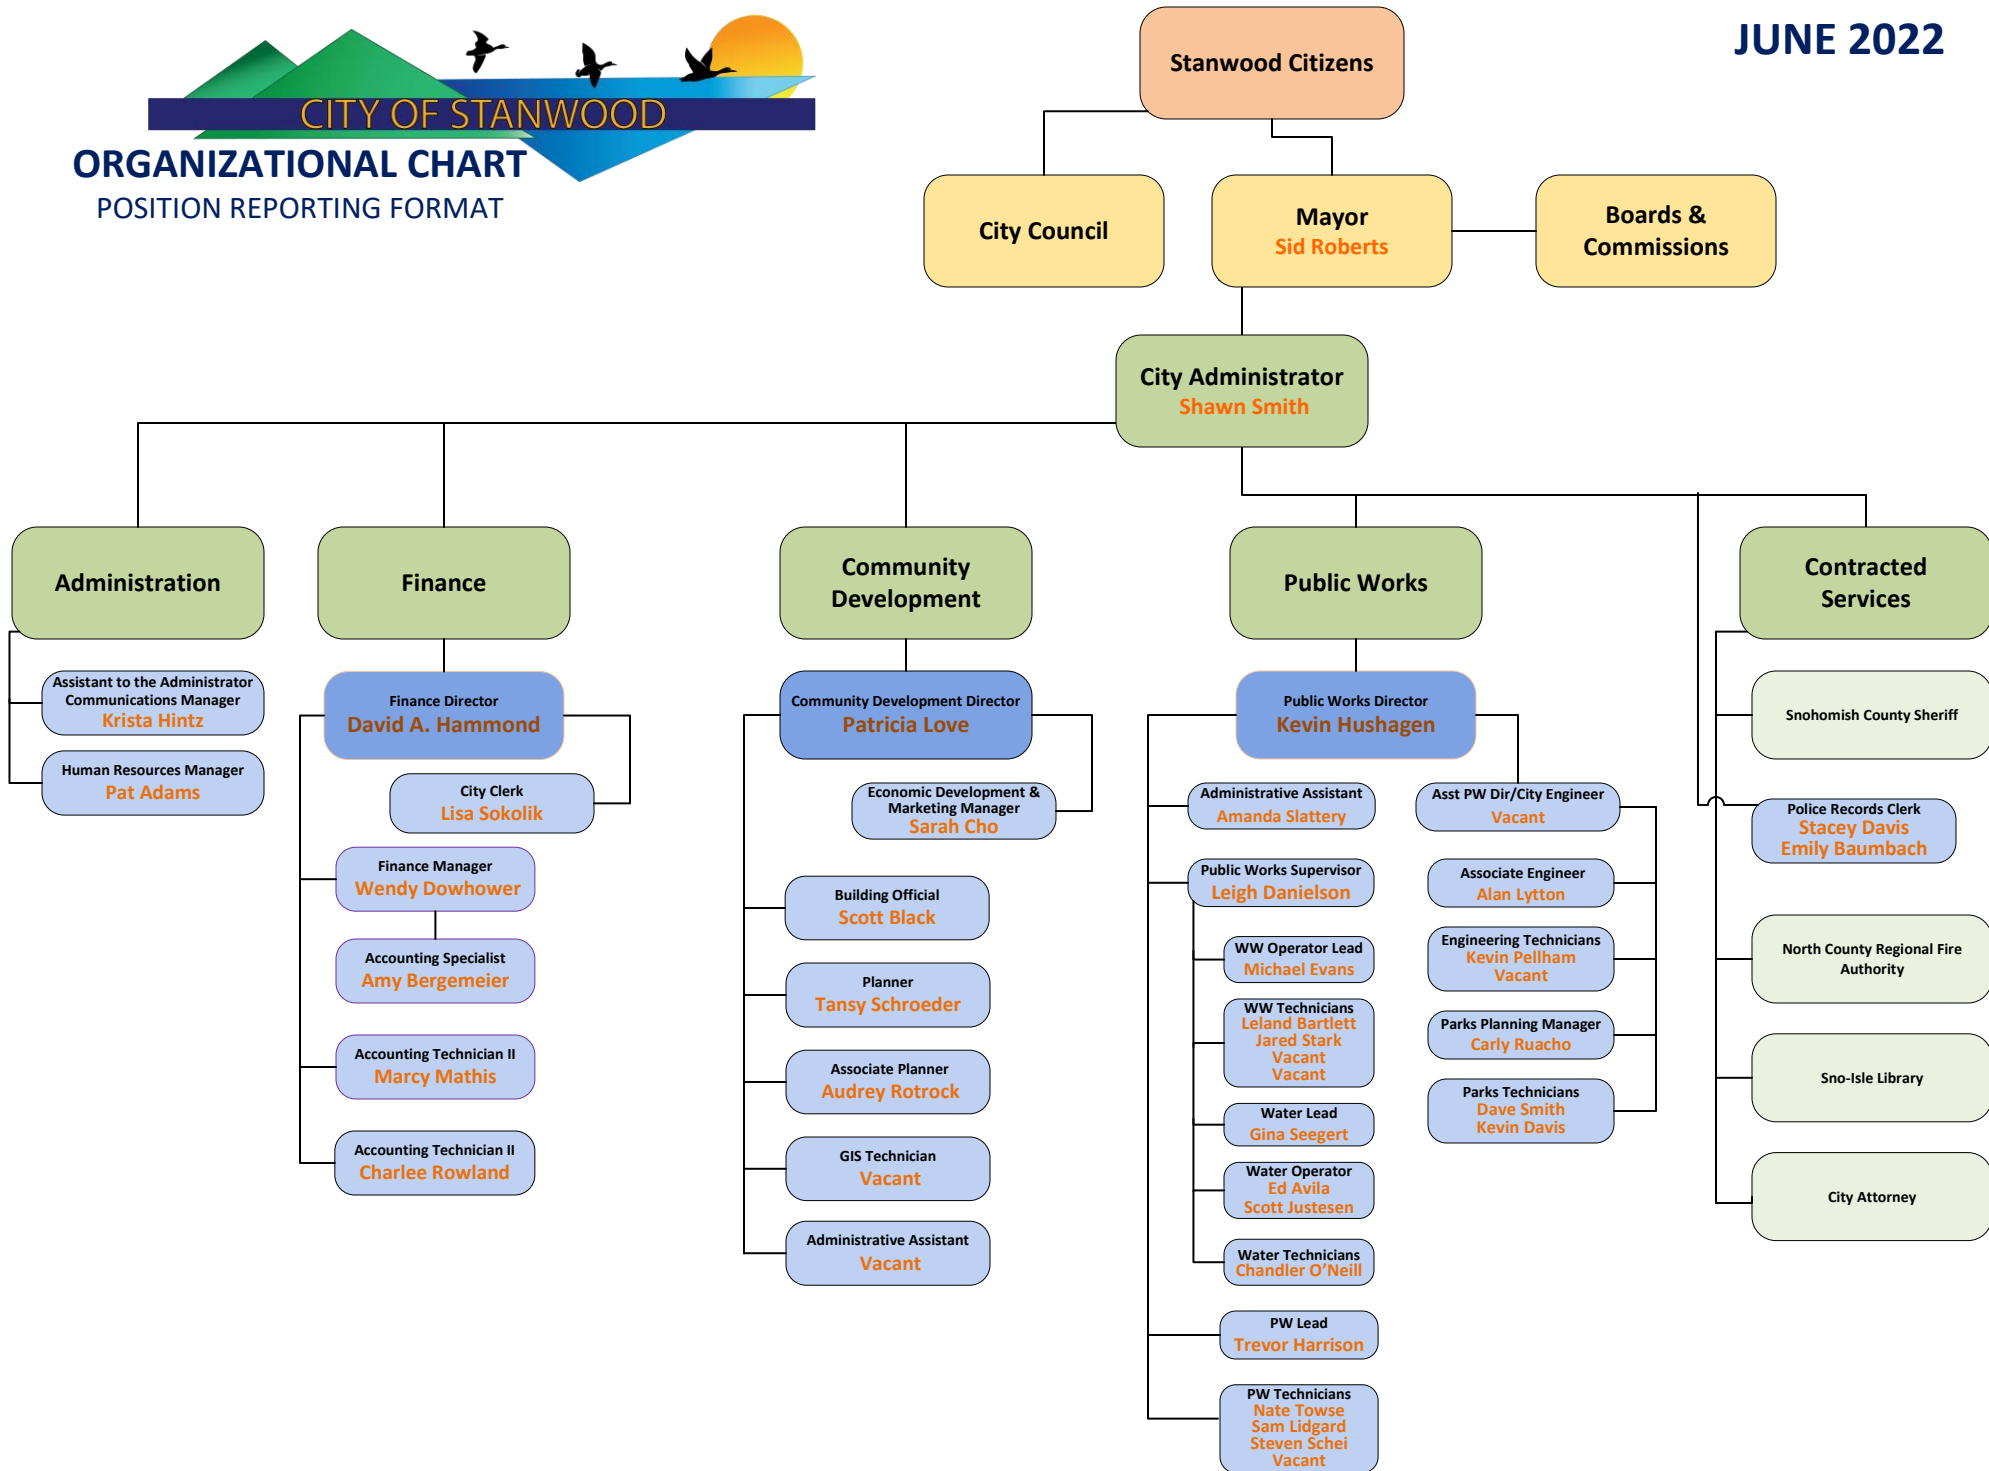 JUNE 2022
CITY OF STANWOOD
ORGANIZATIONAL CHART
POSITION REPORTING FORMAT
Stanwood Citizens
City Council
Mayor
Sid Roberts
Boards &
Commissions
City Administrator
Shawn Smith
Administration
Finance
Community
Development
Public Works
Contracted
Services
Assistant to the Administrator
Communications Manager
Krista Hintz
Human Resources Manager
Pat Adams
Finance Director
David A. Hammond
City Clerk
Lisa Sokolik
Finance Manager
Wendy Dowhower
Accounting Specialist
Amy Bergemeier
Accounting Technician II
Marcy Mathis
Accounting Technician II
Charlee Rowland
Community Development Director
Patricia Love
Economic Development &
Marketing Manager
Sarah Cho
Building Official
Scott Black
Planner
Tansy Schroeder
Associate Planner
Audrey Rotrock
GIS Technician
Vacant
Administrative Assistant
Vacant
Public Works Director
Kevin Hushagen
Administrative Assistant
Amanda Slattery
Public Works Supervisor
Leigh Danielson
WW Operator Lead
Michael Evans
WW Technicians
Leland Bartlett
Jared Stark
Vacant
Vacant
Water Lead
Gina Seegert
Water Operator
Ed Avila
Scott Justesen
Water Technicians
Chandler O’Neill
PW Lead
Trevor Harrison
PW Technicians
Nate Towse
Sam Lidgard
Steven Schei
Vacant
Asst PW Dir/City Engineer
Vacant
Associate Engineer
Alan Lytton
Engineering Technicians
Kevin Pellham
Vacant
Parks Planning Manager
Carly Ruacho
Parks Technicians
Dave Smith
Kevin Davis
Snohomish County Sheriff
Police Records Clerk
Stacey Davis
Emily Baumbach
North County Regional Fire
Authority
Sno-Isle Library
City Attorney